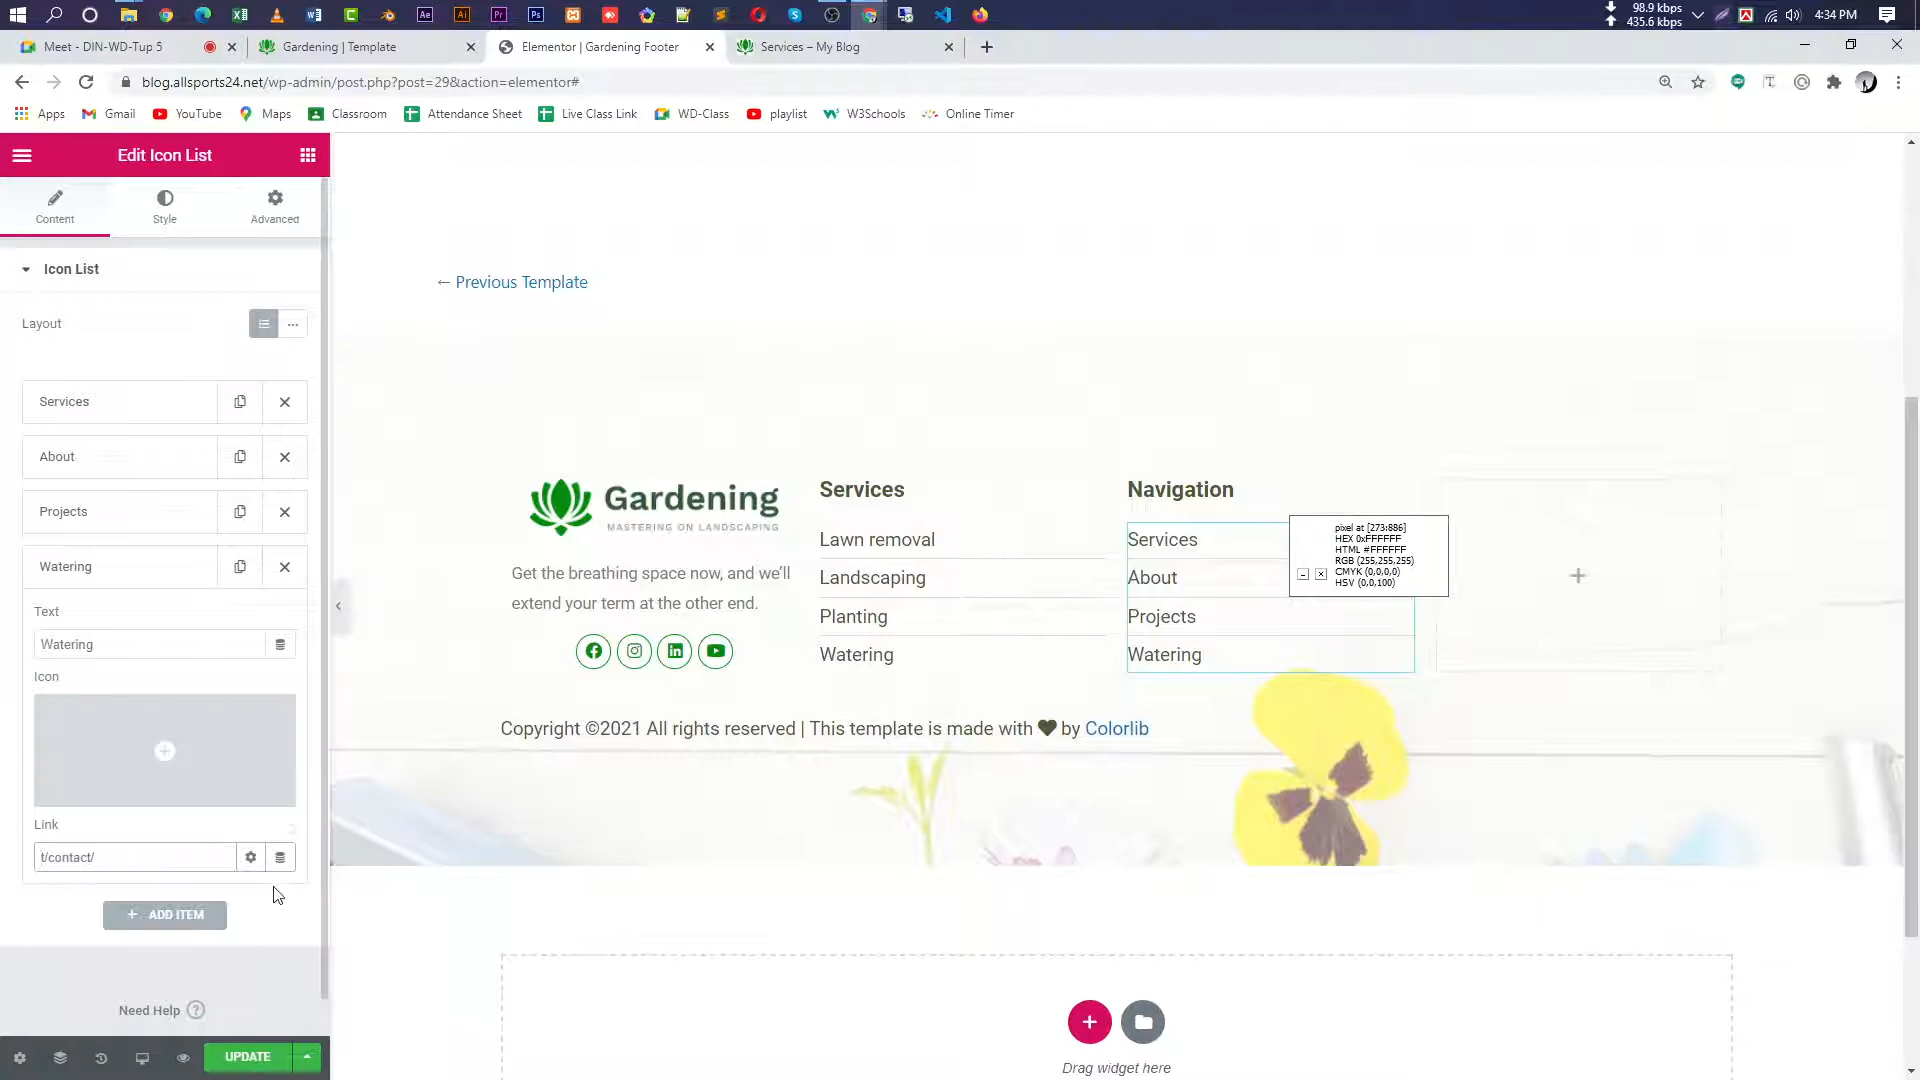 98.9 kbps
435.6 kbps
4:34 PM
Meet - DIN-WD-Tup 5
Gardening | Template
Elementor | Gardening Footer
Services – My Blog
blog.allsports24.net/wp-admin/post.php?post=29&action=elementor#
Apps
Gmail
YouTube
Maps
Classroom
Attendance Sheet
Live Class Link
WD-Class
playlist
W3Schools
Online Timer
Edit Icon List
Content
Style
Advanced
Icon List
Layout
Services
About
Projects
Watering
Text
Watering
Icon
Link
t/contact/
ADD ITEM
Need Help
UPDATE
← Previous Template
Gardening
MASTERING ON LANDSCAPING
Get the breathing space now, and we'll
extend your term at the other end.
Services
Lawn removal
Landscaping
Planting
Watering
Navigation
Services
About
Projects
Watering
pixel at [273:886]
HEX 0xFFFFFF
HTML #FFFFFF
RGB (255,255,255)
CMYK (0,0,0,0)
HSV (0,0,100)
Copyright ©2021 All rights reserved | This template is made with ♥ by Colorlib
Drag widget here